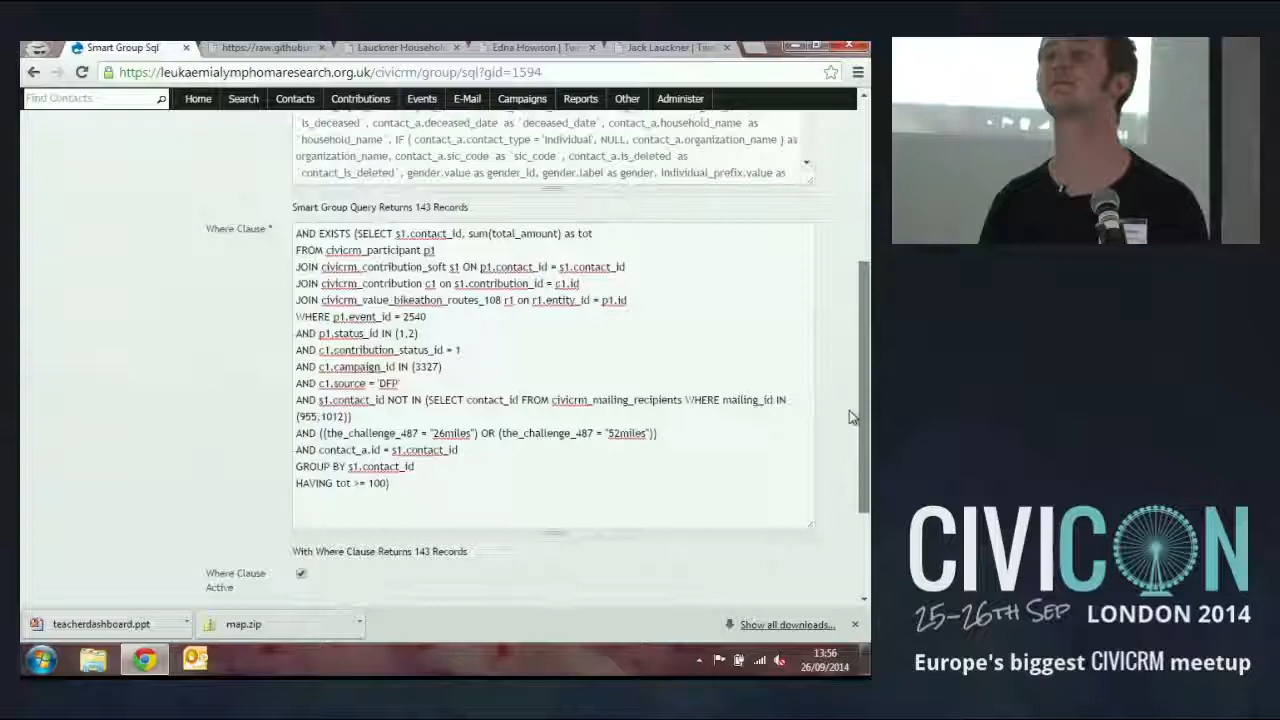 Smart Group Sql
https://raw.githubu
Lauckner Househol
Edna Howison | Tw
Jack Lauckner | Tw
https://leukaemialymphomaresearch.org.uk/civicrm/group/sql?gid=1594
Find Contacts
Home Search Contacts Contributions Events E-Mail Campaigns Reports Other Administer
is_deceased`, contact_a.deceased_date as `deceased_date`, contact_a.household_name as
`household_name`, IF ( contact_a.contact_type = 'Individual', NULL, contact_a.organization_name ) as
organization_name, contact_a.sic_code as `sic_code`, contact_a.is_deleted as
`contact_is_deleted`, gender.value as gender_id, gender.label as gender, individual_prefix.value as
Smart Group Query Returns 143 Records
Where Clause *
AND EXISTS (SELECT s1.contact_id, sum(total_amount) as tot
FROM civicrm_participant p1
JOIN civicrm_contribution_soft s1 ON p1.contact_id = s1.contact_id
JOIN civicrm_contribution c1 on s1.contribution_id = c1.id
JOIN civicrm_value_bikeathon_routes_108 r1 on r1.entity_id = p1.id
WHERE p1.event_id = 2540
AND p1.status_id IN (1,2)
AND c1.contribution_status_id = 1
AND c1.campaign_id IN (3327)
AND c1.source = 'DFP'
AND s1.contact_id NOT IN (SELECT contact_id FROM civicrm_mailing_recipients WHERE mailing_id IN
(955,1012))
AND ((the_challenge_487 = "26miles") OR (the_challenge_487 = "52miles"))
AND contact_a.id = s1.contact_id
GROUP BY s1.contact_id
HAVING tot >= 100)
With Where Clause Returns 143 Records
Where Clause
Active
teacherdashboard.ppt
map.zip
Show all downloads...
13:56
26/09/2014
CIVICON
25-26TH SEP LONDON 2014
Europe's biggest CIVICRM meetup